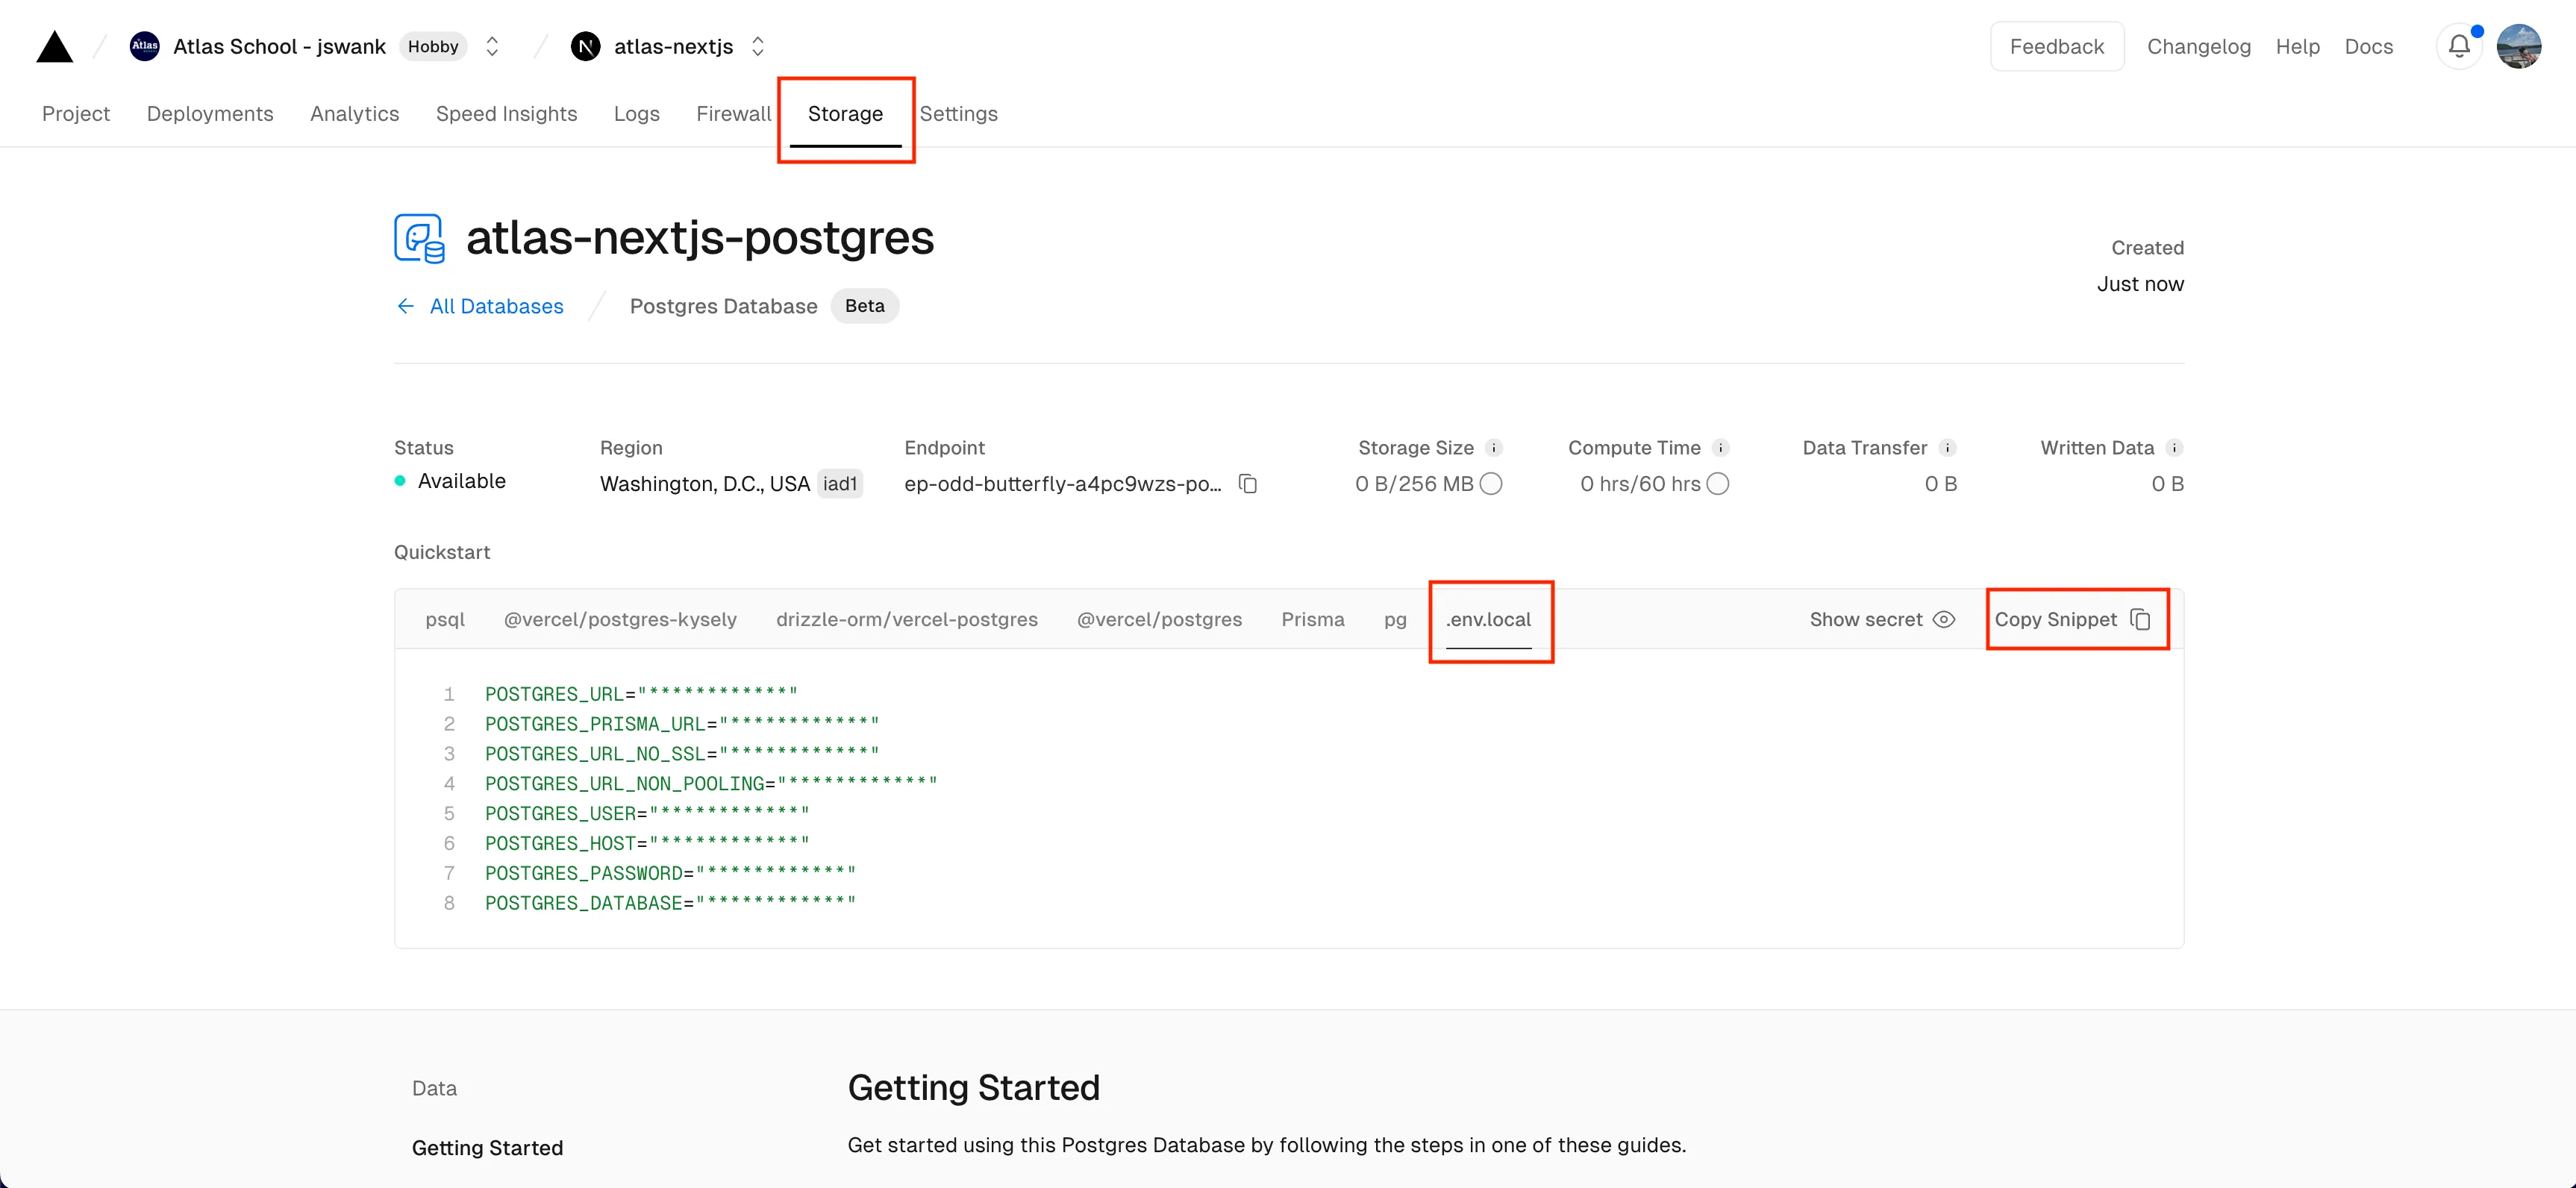 Atlas Atlas School - jswank Hobby atlas-nextjs Feedback Changelog Help Docs
Project Deployments Analytics Speed Insights Logs Firewall Storage Settings
atlas-nextjs-postgres
Created
Just now
← All Databases Postgres Database Beta
Status Region Endpoint Storage Size Compute Time Data Transfer Written Data
Available Washington, D.C., USA iad1 ep-odd-butterfly-a4pc9wzs-po... 0 B/256 MB 0 hrs/60 hrs 0 B 0 B
Quickstart
psql @vercel/postgres-kysely drizzle-orm/vercel-postgres @vercel/postgres Prisma pg .env.local Show secret Copy Snippet
1 POSTGRES_URL="************"
2 POSTGRES_PRISMA_URL="************"
3 POSTGRES_URL_NO_SSL="************"
4 POSTGRES_URL_NON_POOLING="************"
5 POSTGRES_USER="************"
6 POSTGRES_HOST="************"
7 POSTGRES_PASSWORD="************"
8 POSTGRES_DATABASE="************"
Data
Getting Started
Getting Started
Get started using this Postgres Database by following the steps in one of these guides.